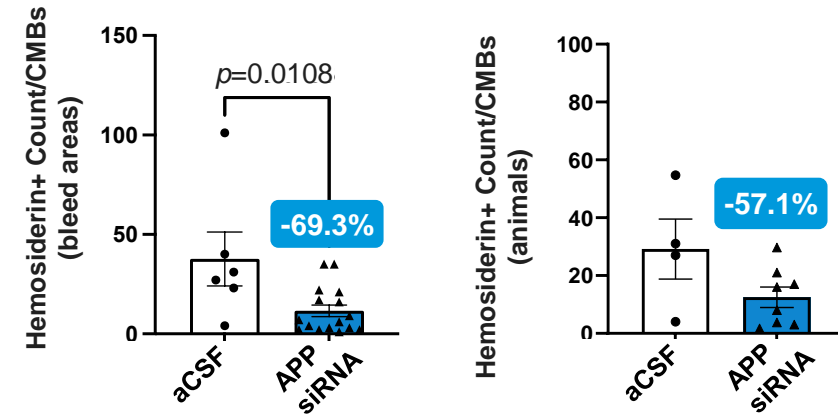 Hemosiderin+ Count/CMBs
(bleed areas)
150
100
50
0
p=0.0108
-69.3%
aCSF
APP
siRNA
Hemosiderin+ Count/CMBs
(animals)
100
80
60
40
20
0
-57.1%
aCSF
APP
siRNA